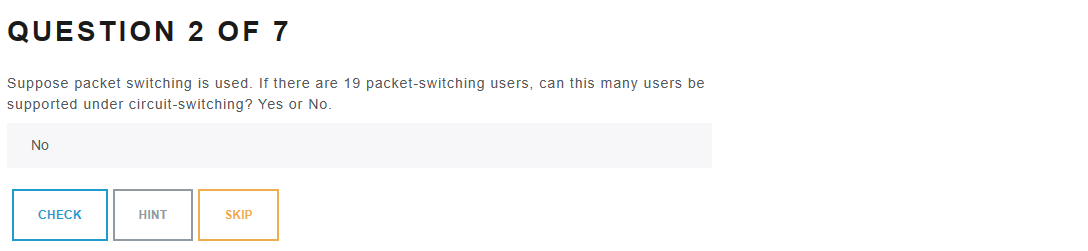 QUESTION 2 OF 7
Suppose packet switching is used. If there are 19 packet-switching users, can this many users be
supported under circuit-switching? Yes or No.
No
CHECK HINT SKIP